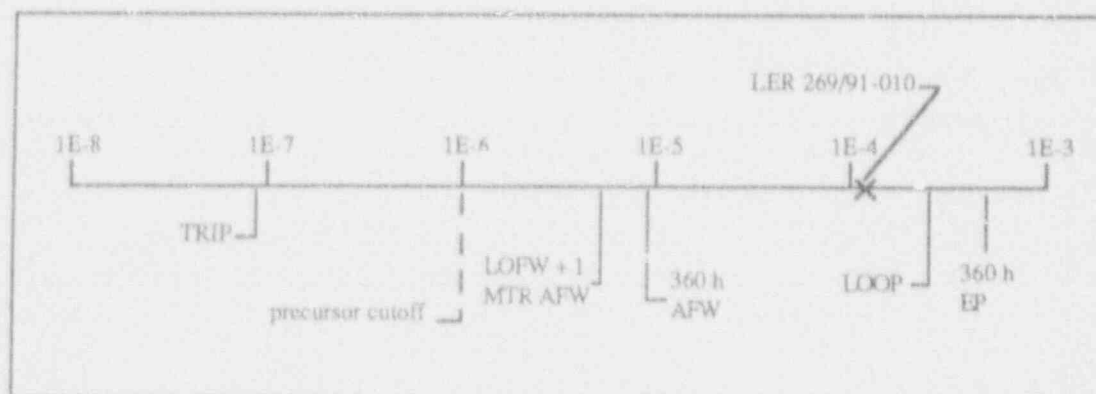 LER 269/91-010
1E-8 1E-7 1E-6 1E-5 1E-4 1E-3
TRIP
LOFW + 1
MTR AFW
360 h
AFW
LOOP
360 h
EP
precursor cutoff